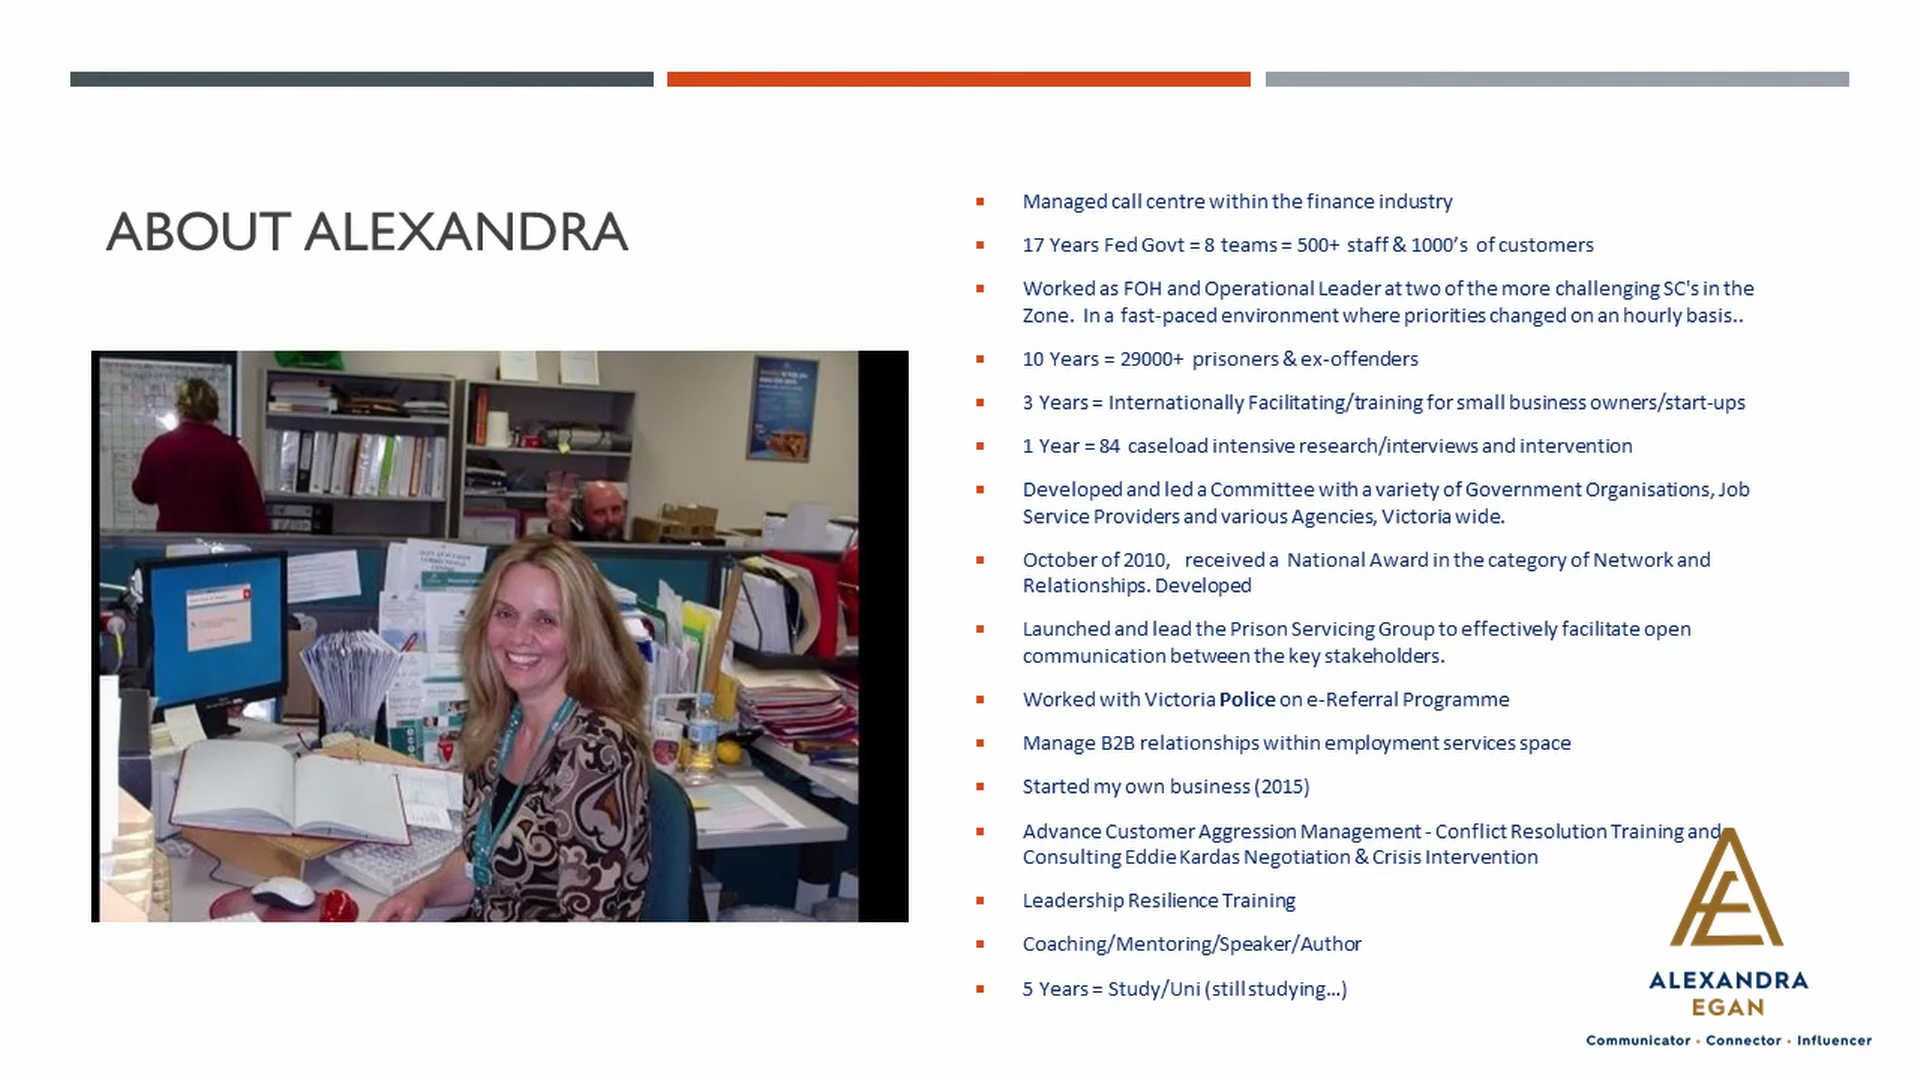 ABOUT ALEXANDRA
Managed call centre within the finance industry
17 Years Fed Govt = 8 teams = 500+ staff & 1000’s of customers
Worked as FOH and Operational Leader at two of the more challenging SC's in the
Zone. In a fast-paced environment where priorities changed on an hourly basis..
10 Years = 29000+ prisoners & ex-offenders
3 Years = Internationally Facilitating/training for small business owners/start-ups
1 Year = 84 caseload intensive research/interviews and intervention
Developed and led a Committee with a variety of Government Organisations, Job
Service Providers and various Agencies, Victoria wide.
October of 2010, received a National Award in the category of Network and
Relationships. Developed
Launched and lead the Prison Servicing Group to effectively facilitate open
communication between the key stakeholders.
Worked with Victoria Police on e-Referral Programme
Manage B2B relationships within employment services space
Started my own business (2015)
Advance Customer Aggression Management - Conflict Resolution Training and
Consulting Eddie Kardas Negotiation & Crisis Intervention
Leadership Resilience Training
Coaching/Mentoring/Speaker/Author
5 Years = Study/Uni (still studying...)
ALEXANDRA
EGAN
Communicator • Connector • Influencer